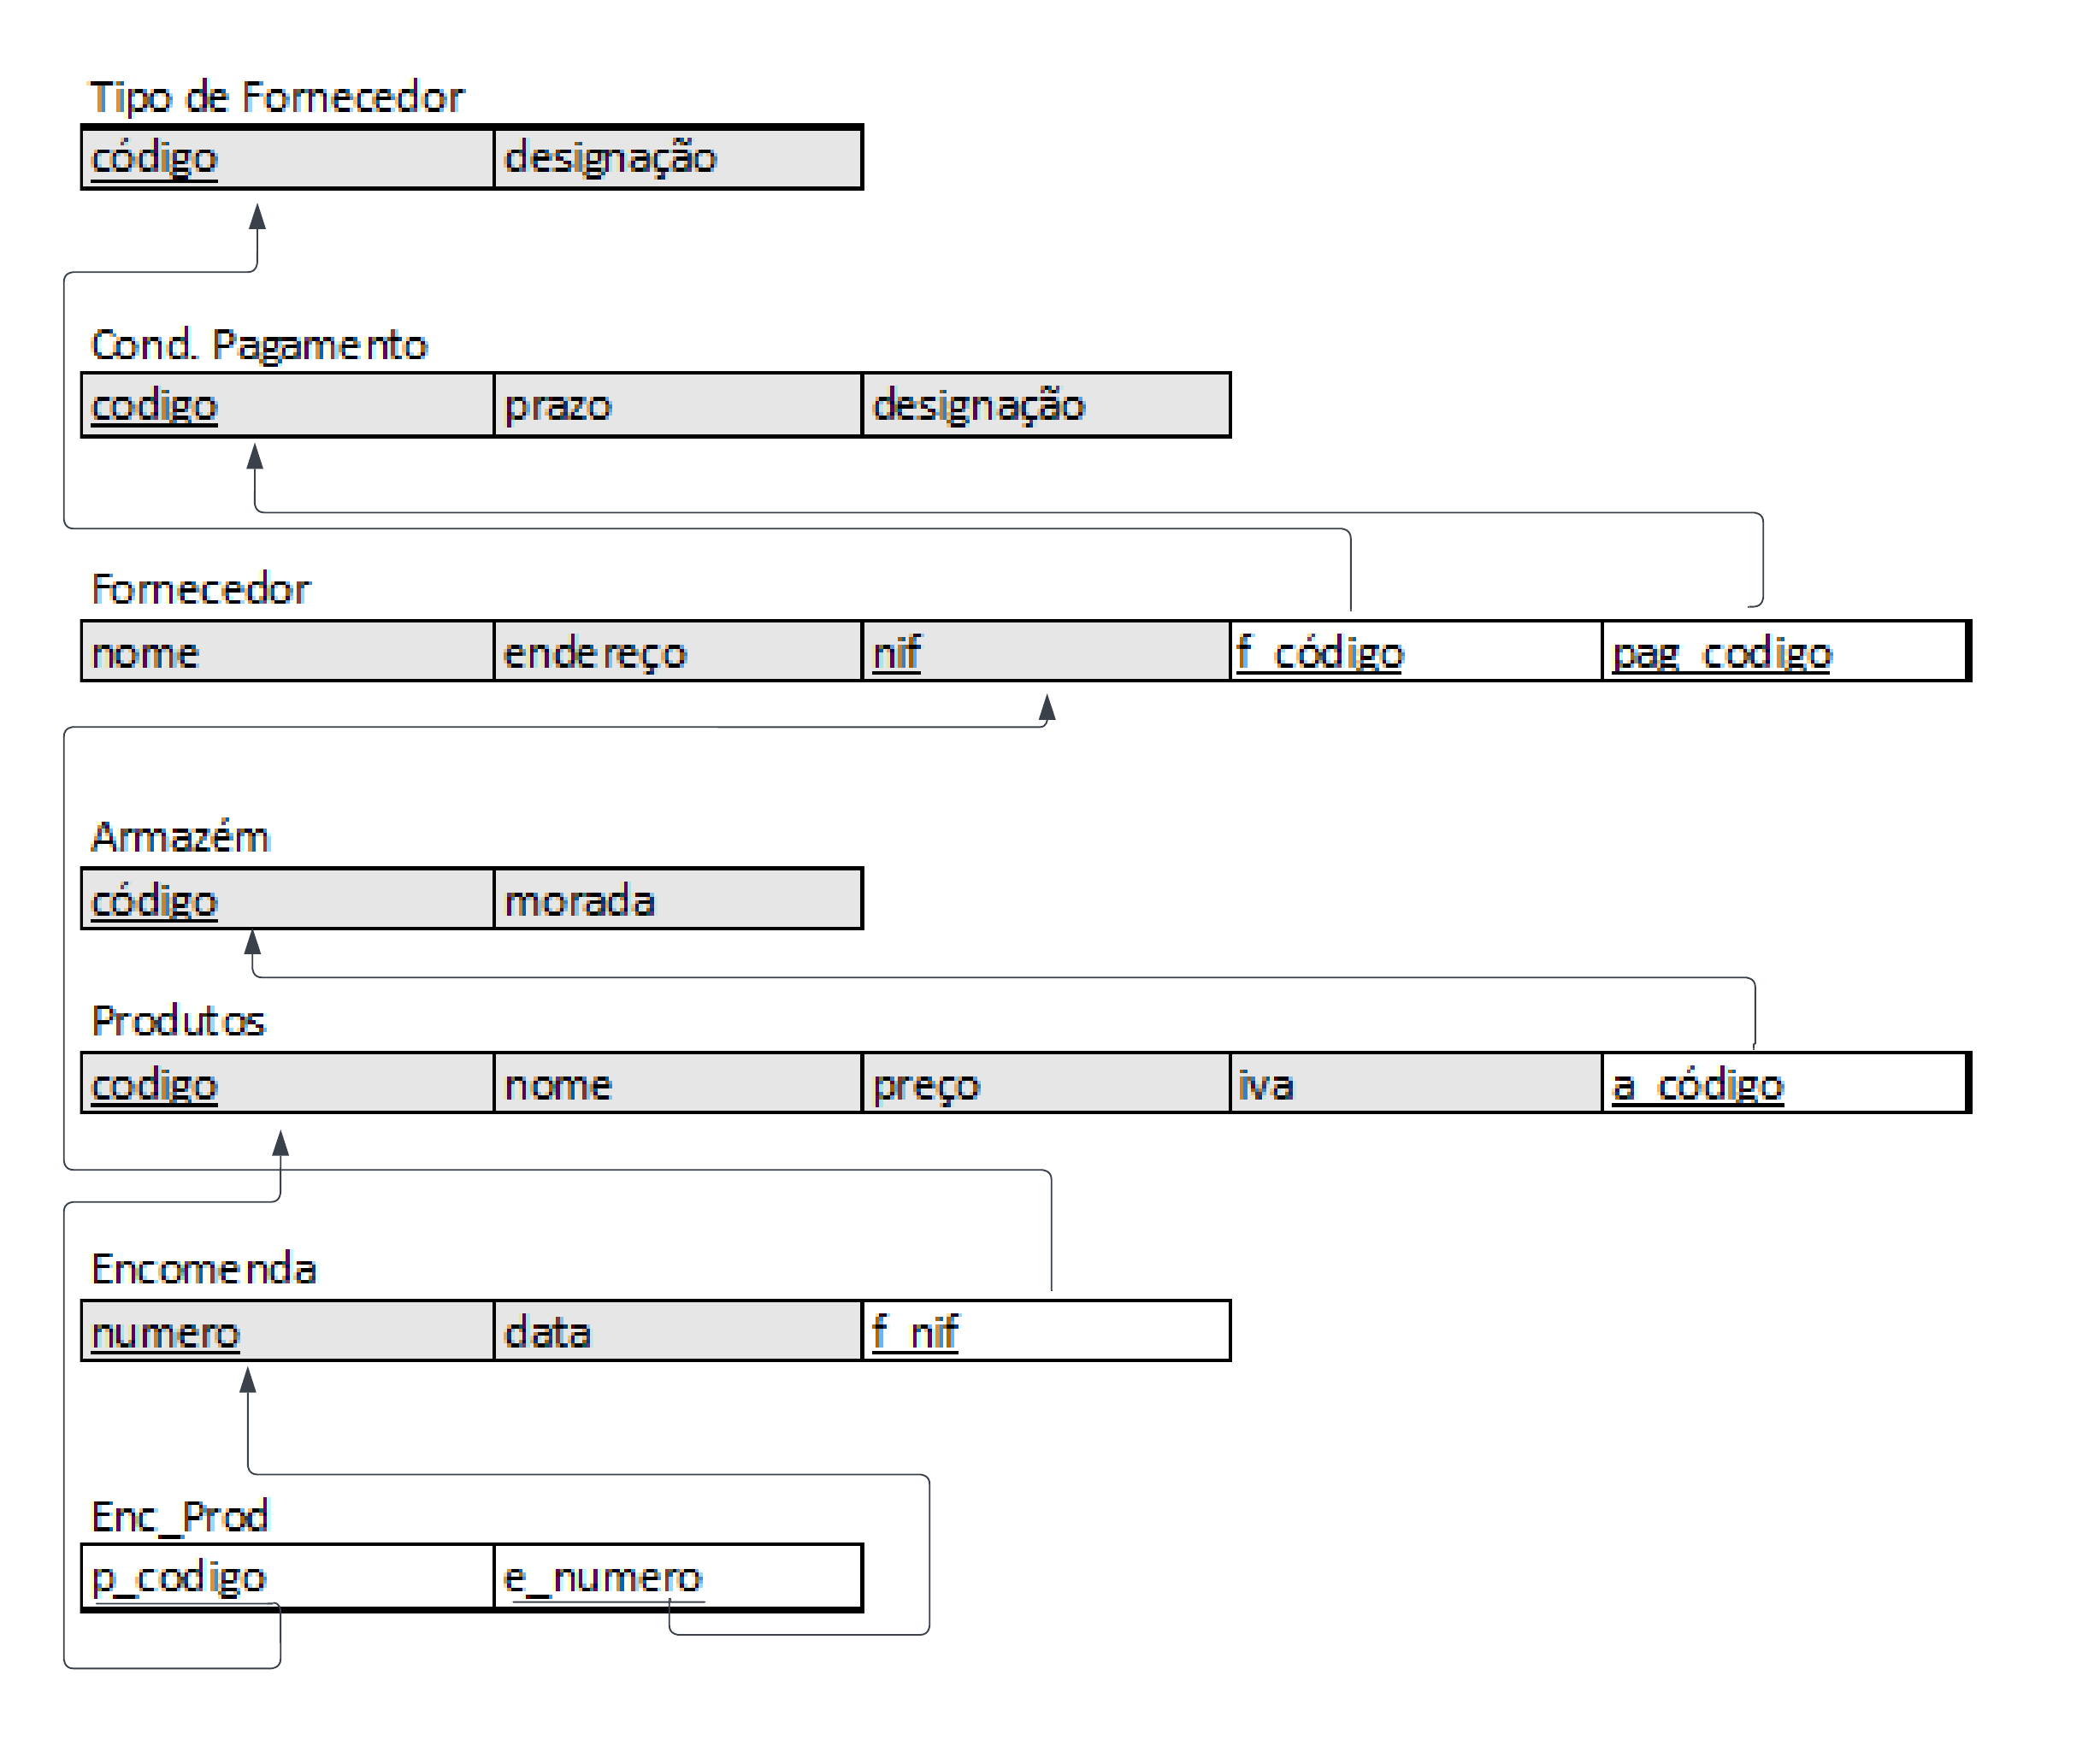 Tipo de Fornecedor
código designação
Cond. Pagamento
codigo prazo designação
Fornecedor
nome endereço nif f_código pag_codigo
Armazém
código morada
Produtos
codigo nome preço iva a_código
Encomenda
numero data f_nif
Enc_Prod
p_codigo e_numero